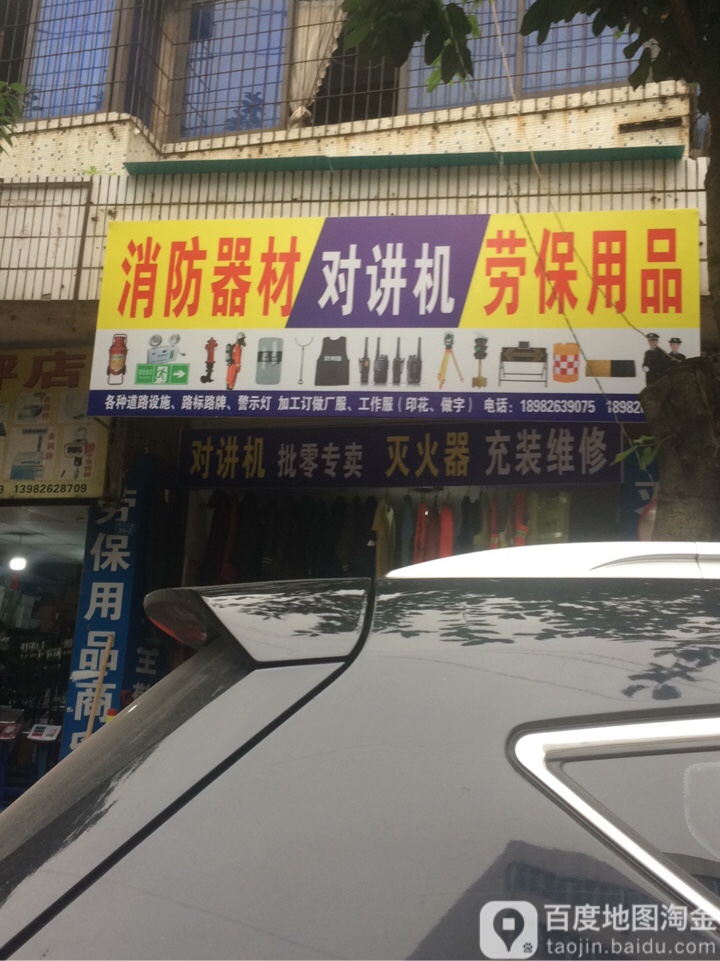 消防器材 对讲机 劳保用品
各种道路设施、路标路牌、警示灯 加工订做厂服、工作服（印花、做字） 电话：18982639075 18982
对讲机 批零专卖 灭火器 充装维修
店
13982628709
劳保用品商
百度地图淘金
taojin.baidu.com